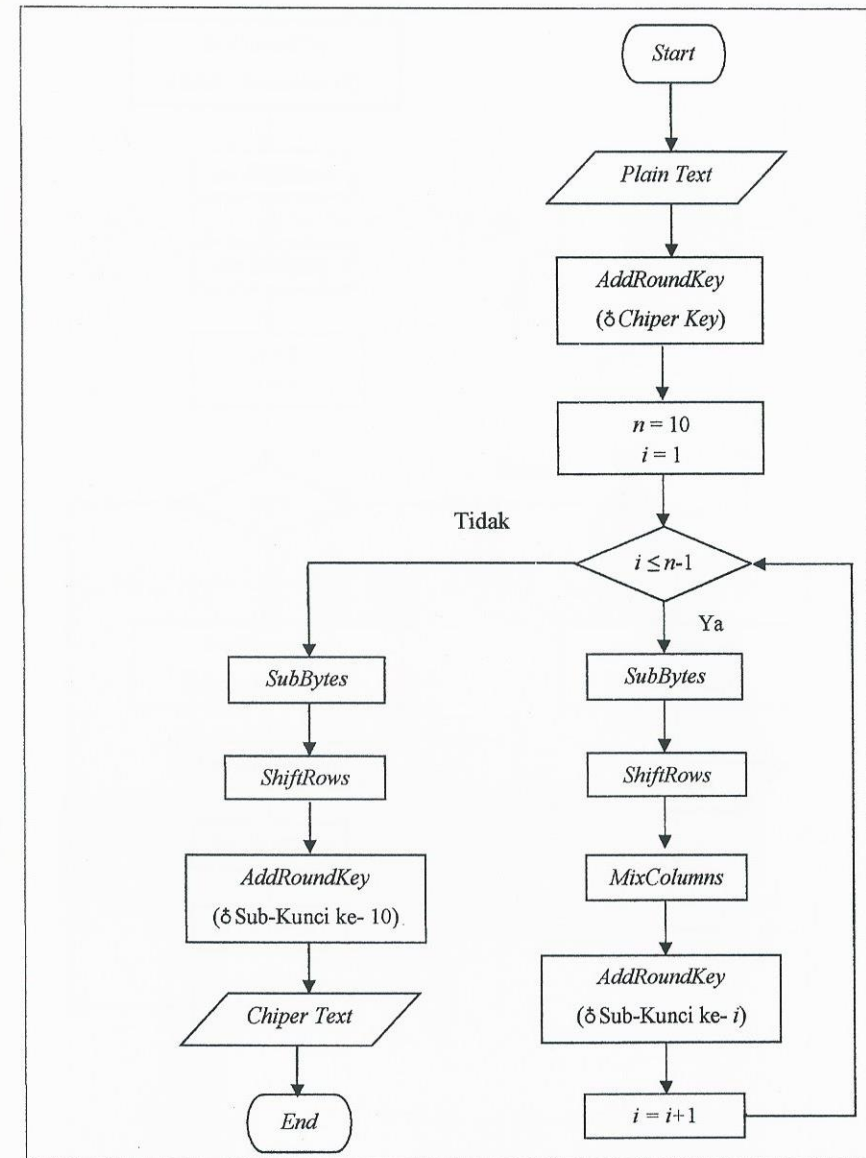 Start
Plain Text
AddRoundKey
(♁Chiper Key)
n = 10
i = 1
Tidak
i ≤ n-1
Ya
SubBytes
ShiftRows
AddRoundKey
(♁Sub-Kunci ke- 10)
Chiper Text
End
SubBytes
ShiftRows
MixColumns
AddRoundKey
(♁Sub-Kunci ke- i)
i = i+1